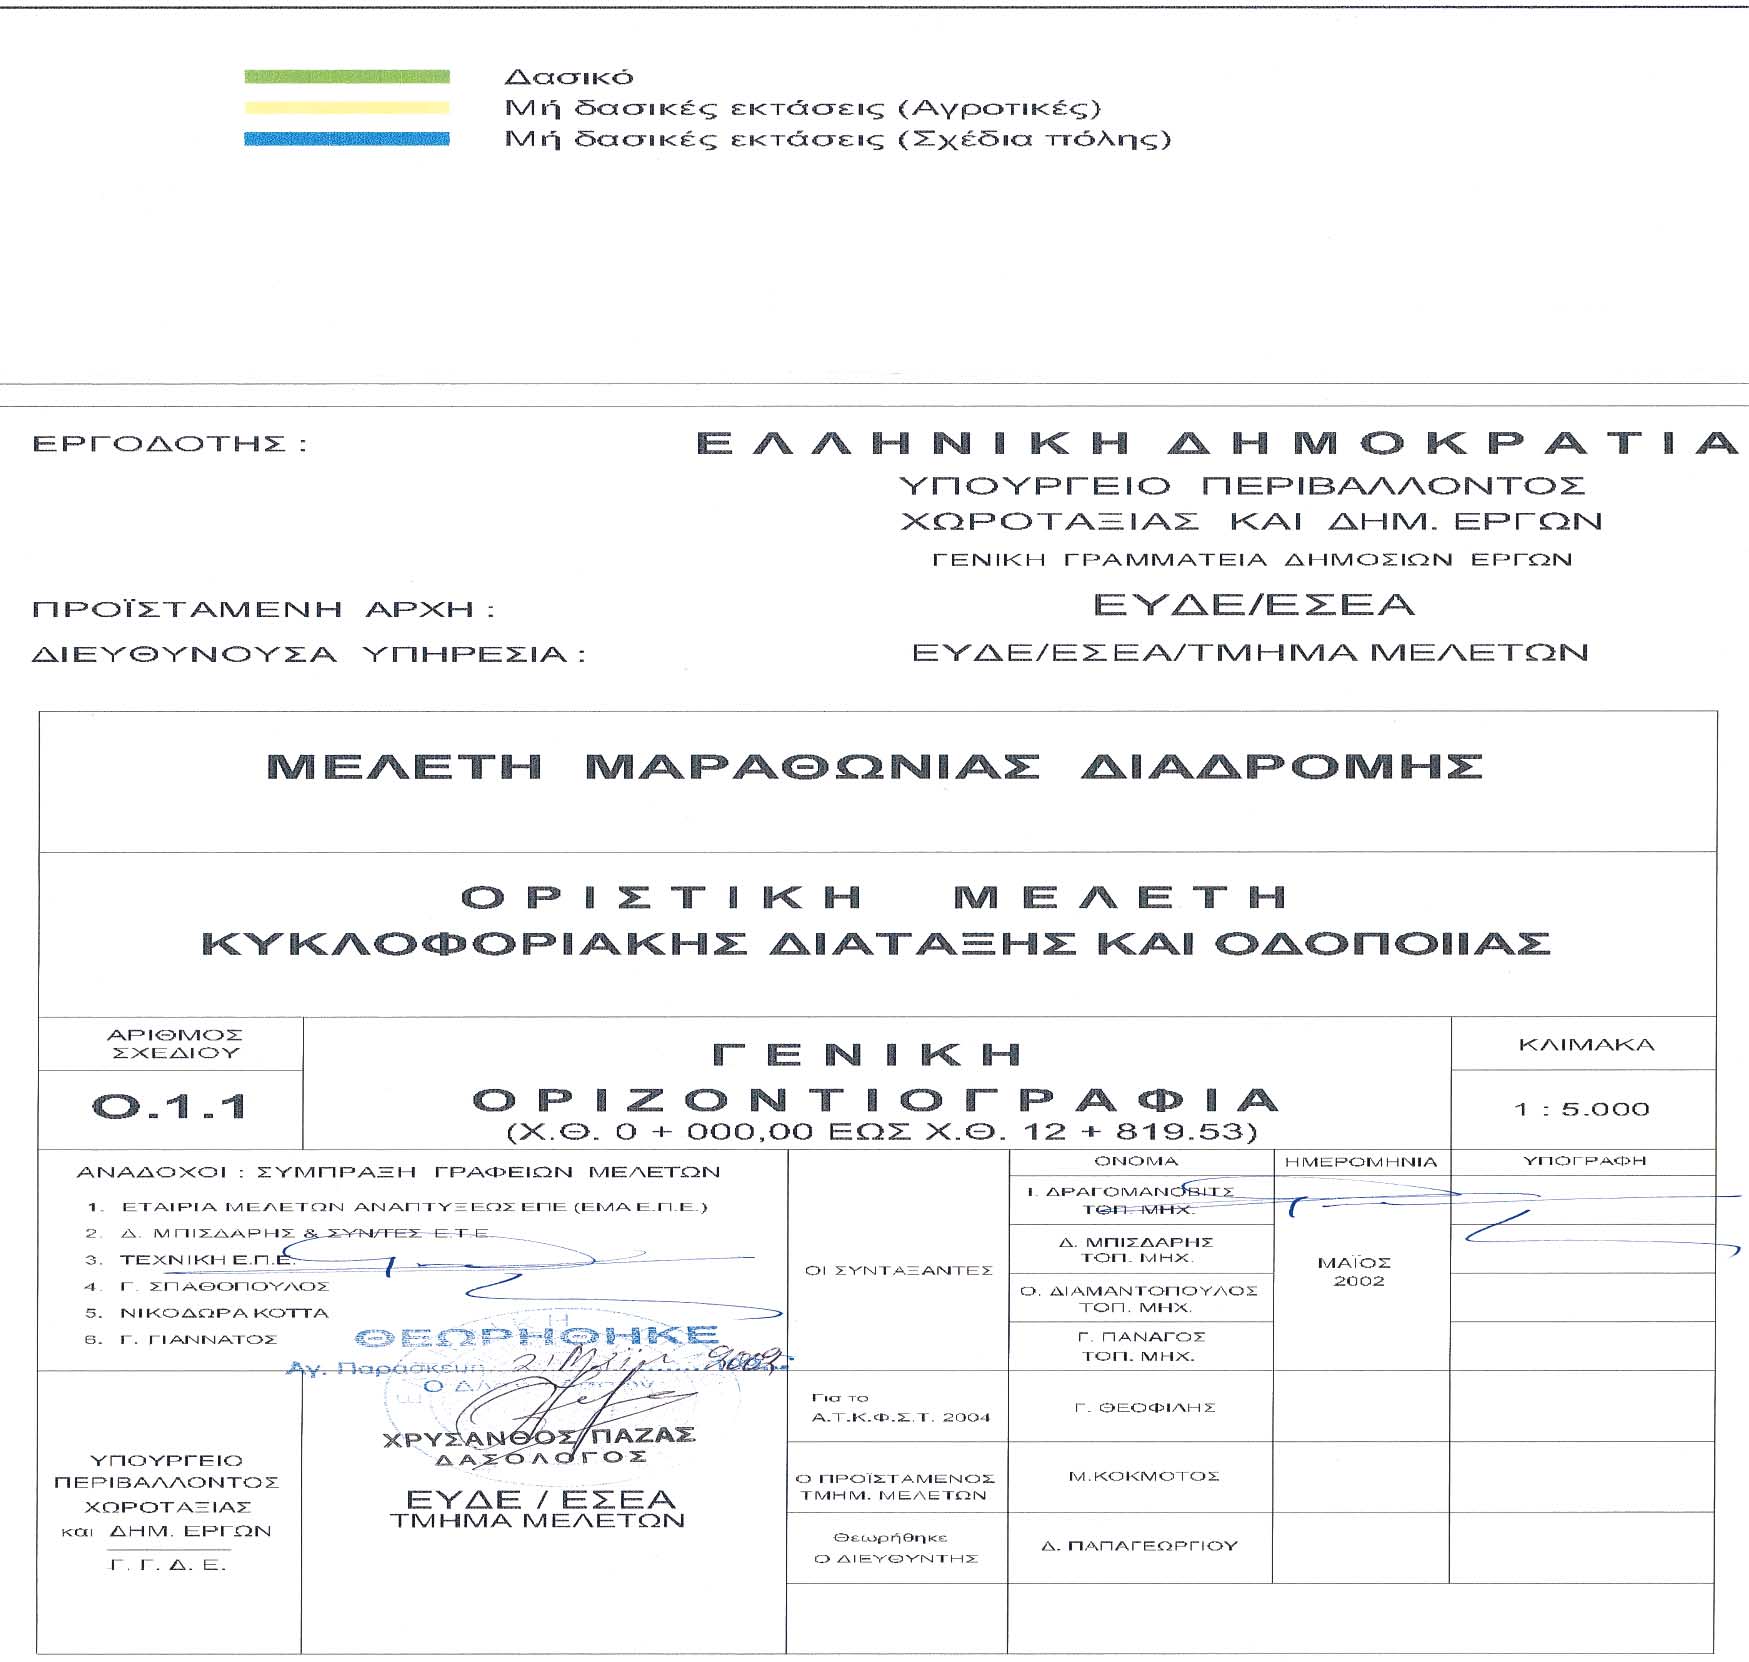 Δασικό
Μή δασικές εκτάσεις (Αγροτικές)
Μή δασικές εκτάσεις (Σχέδια πόλης)
ΕΡΓΟΔΟΤΗΣ :
ΕΛΛΗΝΙΚΗ ΔΗΜΟΚΡΑΤΙΑ
ΥΠΟΥΡΓΕΙΟ ΠΕΡΙΒΑΛΛΟΝΤΟΣ
ΧΩΡΟΤΑΞΙΑΣ ΚΑΙ ΔΗΜ. ΕΡΓΩΝ
ΓΕΝΙΚΗ ΓΡΑΜΜΑΤΕΙΑ ΔΗΜΟΣΙΩΝ ΕΡΓΩΝ
ΠΡΟΪΣΤΑΜΕΝΗ ΑΡΧΗ :
ΕΥΔΕ/ΕΣΕΑ
ΔΙΕΥΘΥΝΟΥΣΑ ΥΠΗΡΕΣΙΑ :
ΕΥΔΕ/ΕΣΕΑ/ΤΜΗΜΑ ΜΕΛΕΤΩΝ
ΜΕΛΕΤΗ ΜΑΡΑΘΩΝΙΑΣ ΔΙΑΔΡΟΜΗΣ
ΟΡΙΣΤΙΚΗ ΜΕΛΕΤΗ
ΚΥΚΛΟΦΟΡΙΑΚΗΣ ΔΙΑΤΑΞΗΣ ΚΑΙ ΟΔΟΠΟΙΙΑΣ
ΑΡΙΘΜΟΣ
ΣΧΕΔΙΟΥ
Ο.1.1
ΓΕΝΙΚΗ
ΟΡΙΖΟΝΤΙΟΓΡΑΦΙΑ
(Χ.Θ. 0 + 000,00 ΕΩΣ Χ.Θ. 12 + 819.53)
ΚΛΙΜΑΚΑ
1 : 5.000
ΑΝΑΔΟΧΟΙ : ΣΥΜΠΡΑΞΗ ΓΡΑΦΕΙΩΝ ΜΕΛΕΤΩΝ
1. ΕΤΑΙΡΙΑ ΜΕΛΕΤΩΝ ΑΝΑΠΤΥΞΕΩΣ ΕΠΕ (ΕΜΑ Ε.Π.Ε.)
2. Δ. ΜΠΙΣΔΑΡΗΣ & ΣΥΝ/ΤΕΣ Ε.Τ.Ε.
3. ΤΕΧΝΙΚΗ Ε.Π.Ε.
4. Γ. ΣΠΑΘΟΠΟΥΛΟΣ
5. ΝΙΚΟΔΩΡΑ ΚΟΤΤΑ
6. Γ. ΓΙΑΝΝΑΤΟΣ
ΘΕΩΡΗΘΗΚΕ
Αγ. Παρασκευή 2
2002
ΧΡΥΣΑΝΘΟΣ ΠΑΖΑΣ
ΔΑΣΟΛΟΓΟΣ
ΕΥΔΕ / ΕΣΕΑ
ΤΜΗΜΑ ΜΕΛΕΤΩΝ
ΥΠΟΥΡΓΕΙΟ
ΠΕΡΙΒΑΛΛΟΝΤΟΣ
ΧΩΡΟΤΑΞΙΑΣ
και ΔΗΜ. ΕΡΓΩΝ
Γ. Γ. Δ. Ε.
ΟΙ ΣΥΝΤΑΞΑΝΤΕΣ
ΟΝΟΜΑ
ΗΜΕΡΟΜΗΝΙΑ
ΥΠΟΓΡΑΦΗ
Ι. ΔΡΑΓΟΜΑΝΟΒΙΤΣ
ΤΟΠ. ΜΗΧ.
Δ. ΜΠΙΣΔΑΡΗΣ
ΤΟΠ. ΜΗΧ.
Ο. ΔΙΑΜΑΝΤΟΠΟΥΛΟΣ
ΤΟΠ. ΜΗΧ.
Γ. ΠΑΝΑΓΟΣ
ΤΟΠ. ΜΗΧ.
ΜΑΪΟΣ
2002
Για το
Α.Τ.Κ.Φ.Σ.Τ. 2004
Γ. ΘΕΟΦΙΛΗΣ
Ο ΠΡΟΪΣΤΑΜΕΝΟΣ
ΤΜΗΜ. ΜΕΛΕΤΩΝ
Μ.ΚΟΚΜΟΤΟΣ
Θεωρήθηκε
Ο ΔΙΕΥΘΥΝΤΗΣ
Δ. ΠΑΠΑΓΕΩΡΓΙΟΥ